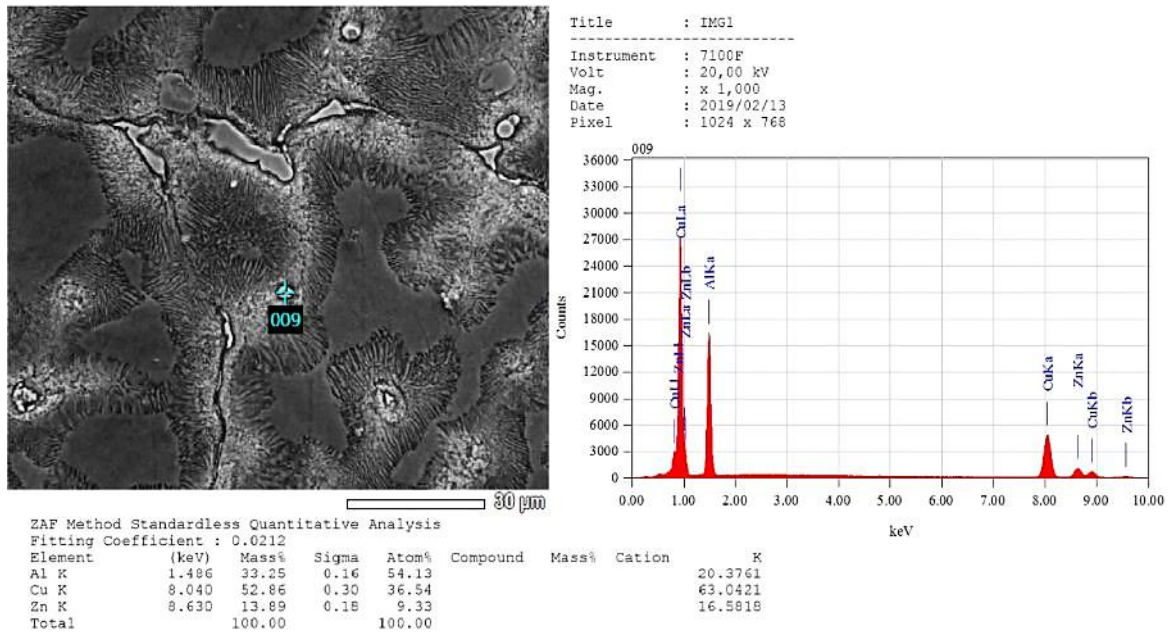 Title : IMG1
-------------------------
Instrument : 7100F
Volt : 20,00 kV
Mag. : x 1,000
Date : 2019/02/13
Pixel : 1024 x 768
009
36000
33000
30000
27000
24000
21000
18000
15000
12000
9000
6000
3000
0
Counts
CuLa
ZnLb
ZnLa
ZnLl
CuLl
AlKa
CuKa
ZnKa
CuKb
ZnKb
0.00 1.00 2.00 3.00 4.00 5.00 6.00 7.00 8.00 9.00 10.00
keV
009
30 µm
ZAF Method Standardless Quantitative Analysis
Fitting Coefficient : 0.0212
Element (keV) Mass% Sigma Atom% Compound Mass% Cation K
Al K 1.486 33.25 0.16 54.13 20.3761
Cu K 8.040 52.86 0.30 36.54 63.0421
Zn K 8.630 13.89 0.18 9.33 16.5818
Total 100.00 100.00